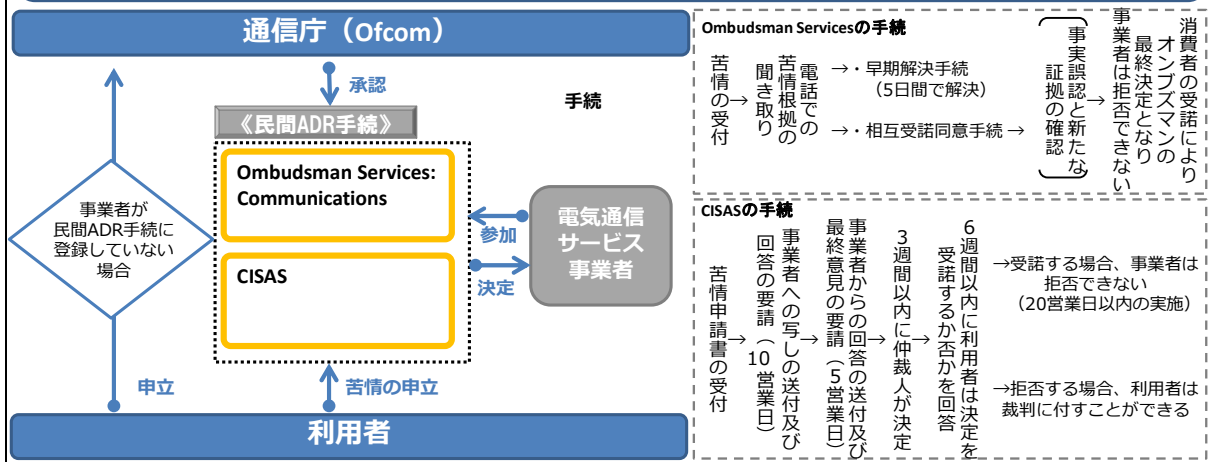 通信庁（Ofcom）
承認
手続
《民間ADR手続》
Ombudsman Services:
Communications
CISAS
事業者が
民間ADR手続に
登録していない
場合
参加
決定
電気通信
サービス
事業者
申立
苦情の申立
利用者
Ombudsman Servicesの手続
苦情の受付
→
電話での
苦情根拠の
聞き取り
→・早期解決手続
（5日間で解決）
→・相互受諾同意手続→
事実誤認と新たな
証拠の確認
→
消費者の受諾により
オンブズマンの
最終決定となり
事業者は拒否できない
CISASの手続
苦情申請書の受付
→
事業者への写しの送付及び
回答の要請（10営業日）
→
事業者からの回答の送付及び
最終意見の要請（5営業日）
→
3週間以内に仲裁人が決定
→
6週間以内に利用者は決定を
受諾するか否かを回答
→受諾する場合、事業者は
拒否できない
（20営業日以内の実施）
→拒否する場合、利用者は
裁判に付すことができる